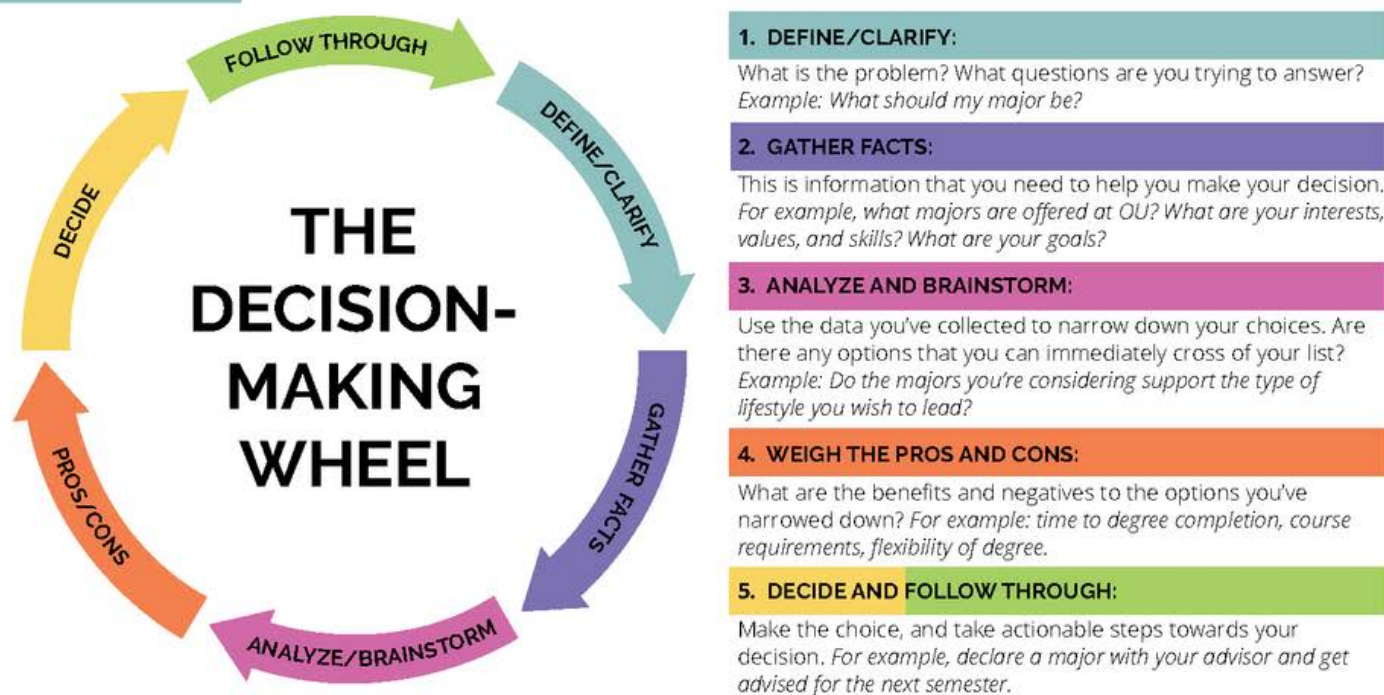 FOLLOW THROUGH
DEFINE/CLARIFY
GATHER FACTS
ANALYZE/BRAINSTORM
PROS/CONS
DECIDE
THE
DECISION-
MAKING
WHEEL
1. DEFINE/CLARIFY:
What is the problem? What questions are you trying to answer?
Example: What should my major be?
2. GATHER FACTS:
This is information that you need to help you make your decision.
For example, what majors are offered at OU? What are your interests,
values, and skills? What are your goals?
3. ANALYZE AND BRAINSTORM:
Use the data you've collected to narrow down your choices. Are
there any options that you can immediately cross of your list?
Example: Do the majors you're considering support the type of
lifestyle you wish to lead?
4. WEIGH THE PROS AND CONS:
What are the benefits and negatives to the options you've
narrowed down? For example: time to degree completion, course
requirements, flexibility of degree.
5. DECIDE AND FOLLOW THROUGH:
Make the choice, and take actionable steps towards your
decision. For example, declare a major with your advisor and get
advised for the next semester.